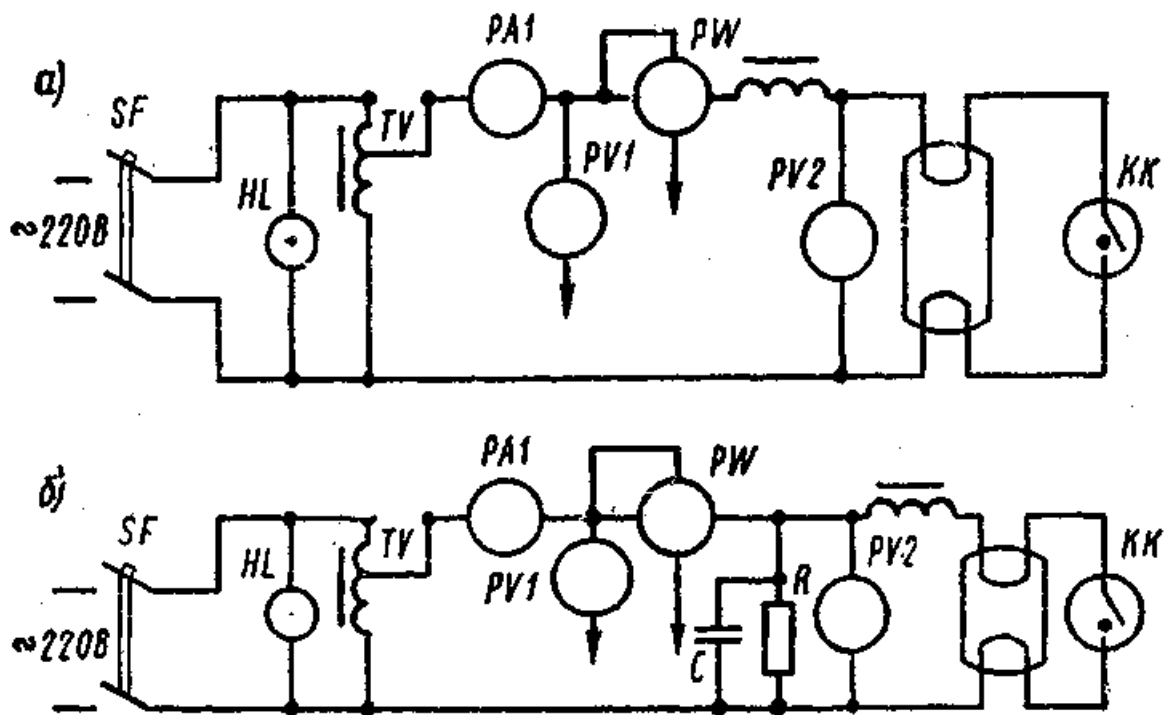 а)
SF
≈220В
HL
TV
PA1
PV1
PW
PV2
KK
б)
SF
≈220В
HL
TV
PA1
PV1
PW
C
R
PV2
KK